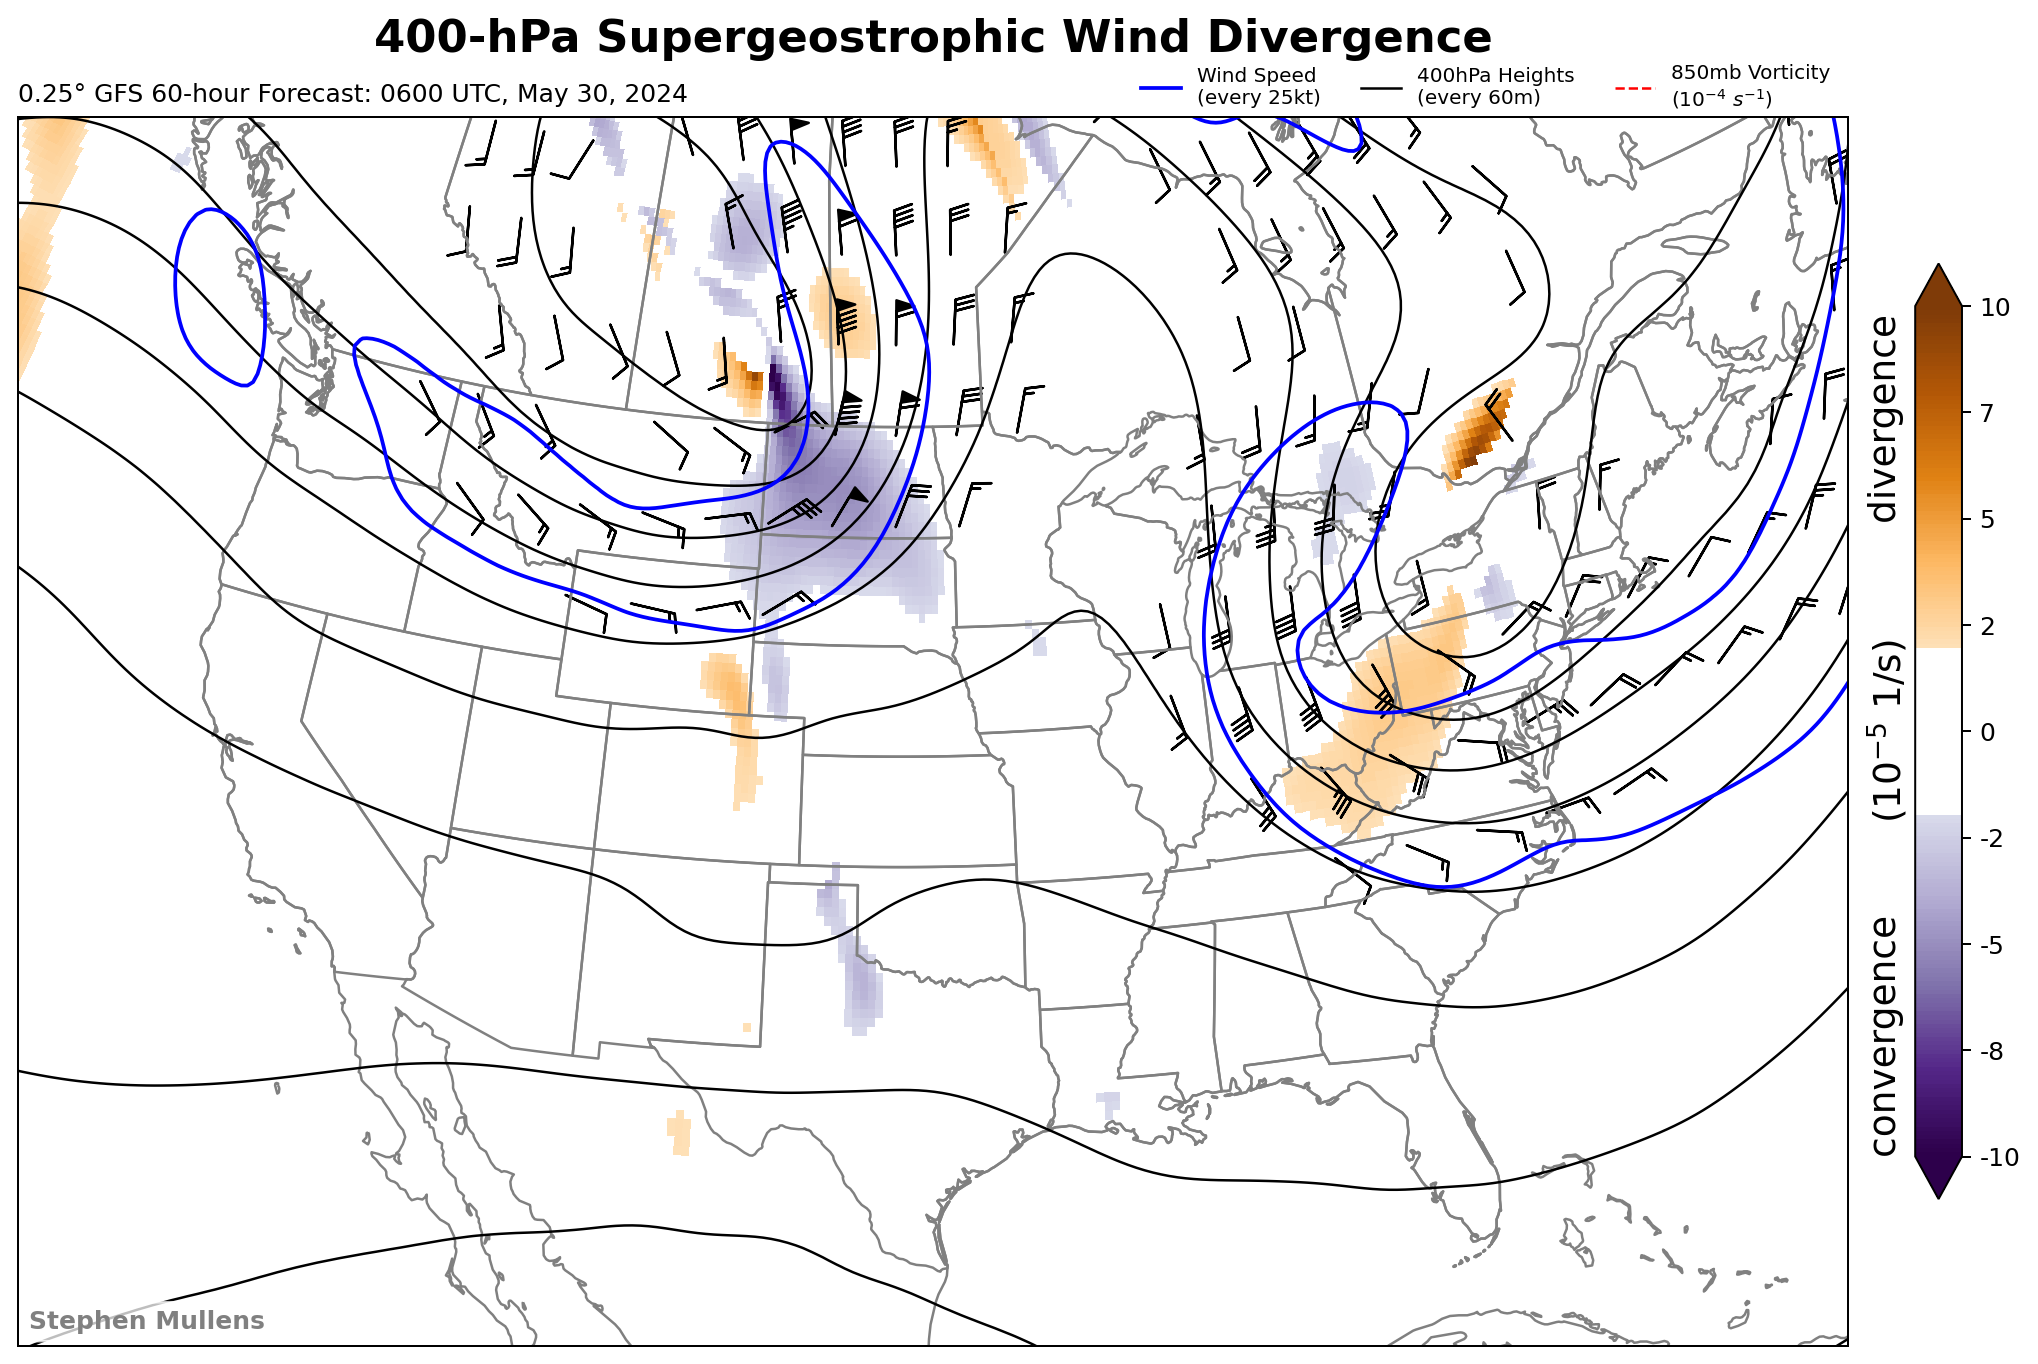 400-hPa Supergeostrophic Wind Divergence
0.25° GFS 60-hour Forecast: 0600 UTC, May 30, 2024
Wind Speed
(every 25kt)
400hPa Heights
(every 60m)
850mb Vorticity
(10⁻⁴ s⁻¹)
convergence (10⁻⁵ 1/s) divergence
10
7
5
2
0
-2
-5
-8
-10
Stephen Mullens